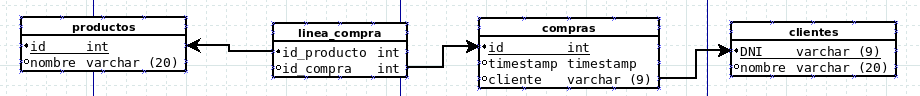 productos
id int
nombre varchar (20)
linea_compra
id_producto int
id_compra int
compras
id int
timestamp timestamp
cliente varchar (9)
clientes
DNI varchar (9)
nombre varchar (20)